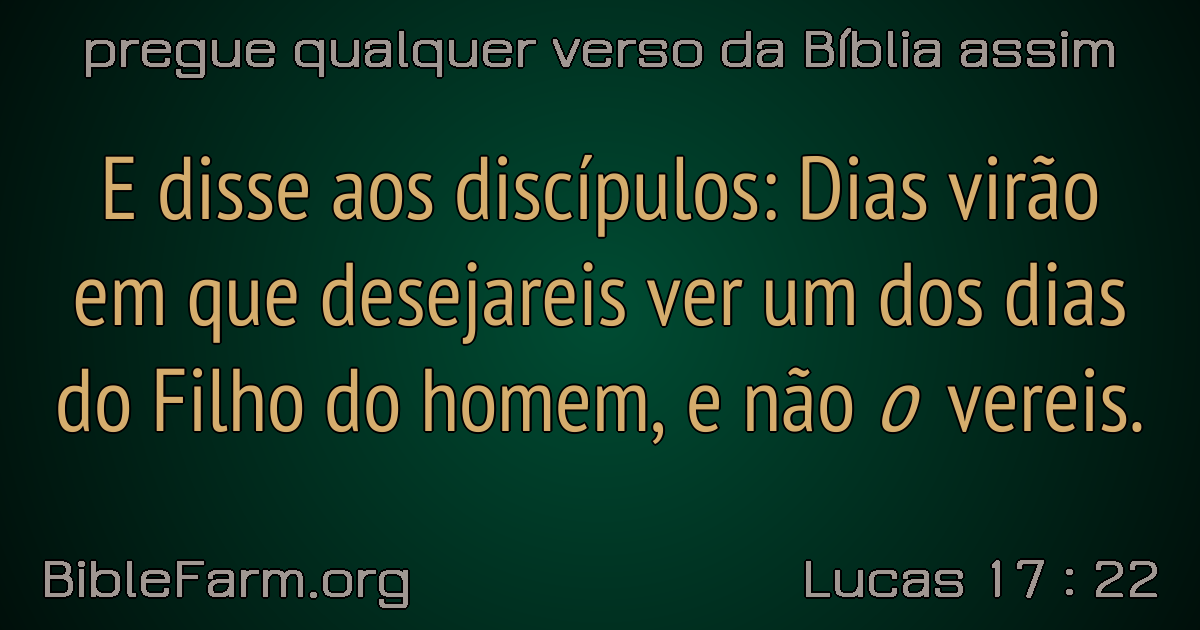 pregue qualquer verso da Bíblia assim
E disse aos discípulos: Dias virão
em que desejareis ver um dos dias
do Filho do homem, e não o vereis.
BibleFarm.org
Lucas 17 : 22